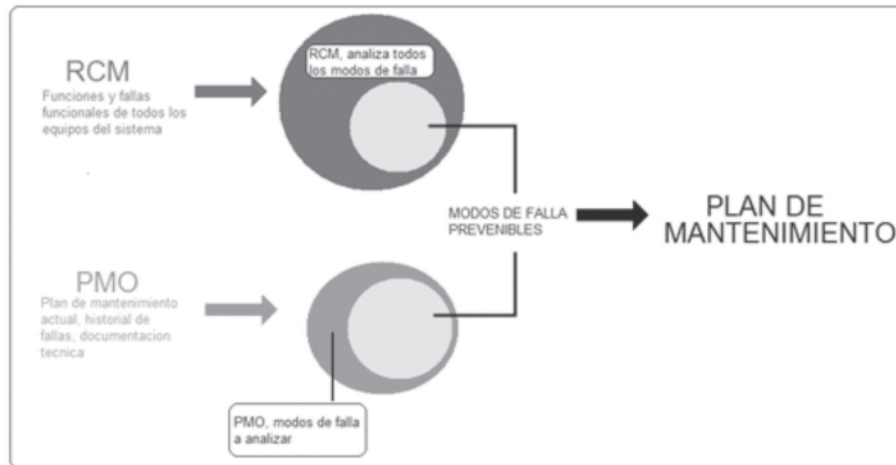 RCM
Funciones y fallas
funcionales de todos los
equipos del sistema
RCM, analiza todos
los modos de falla
MODOS DE FALLA
PREVENIBLES
PLAN DE
MANTENIMIENTO
PMO
Plan de mantenimiento
actual, historial de
fallas, documentacion
tecnica
PMO, modos de falla
a analizar